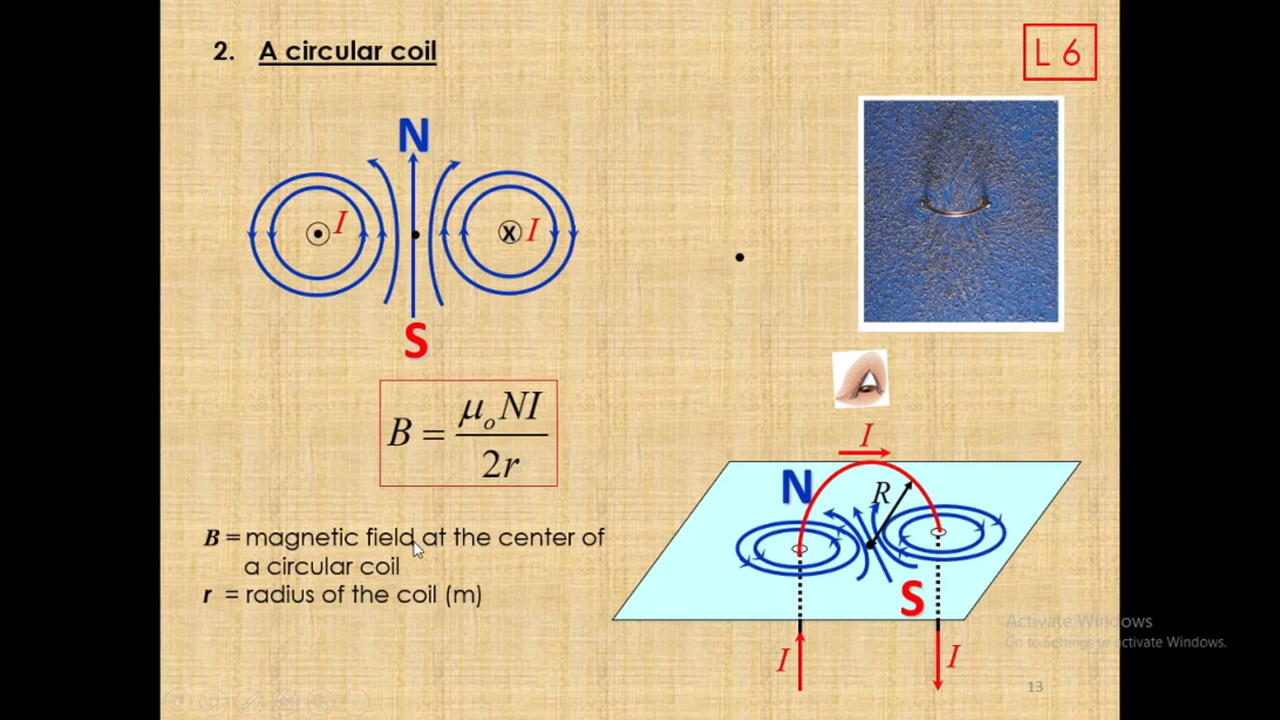 2. A circular coil
L 6
N
I
x I
S
B = μ₀NI / 2r
I
N
R
B = magnetic field at the center of
a circular coil
r = radius of the coil (m)
S
Activate Windows
Go to Settings to activate Windows.
I
I
13